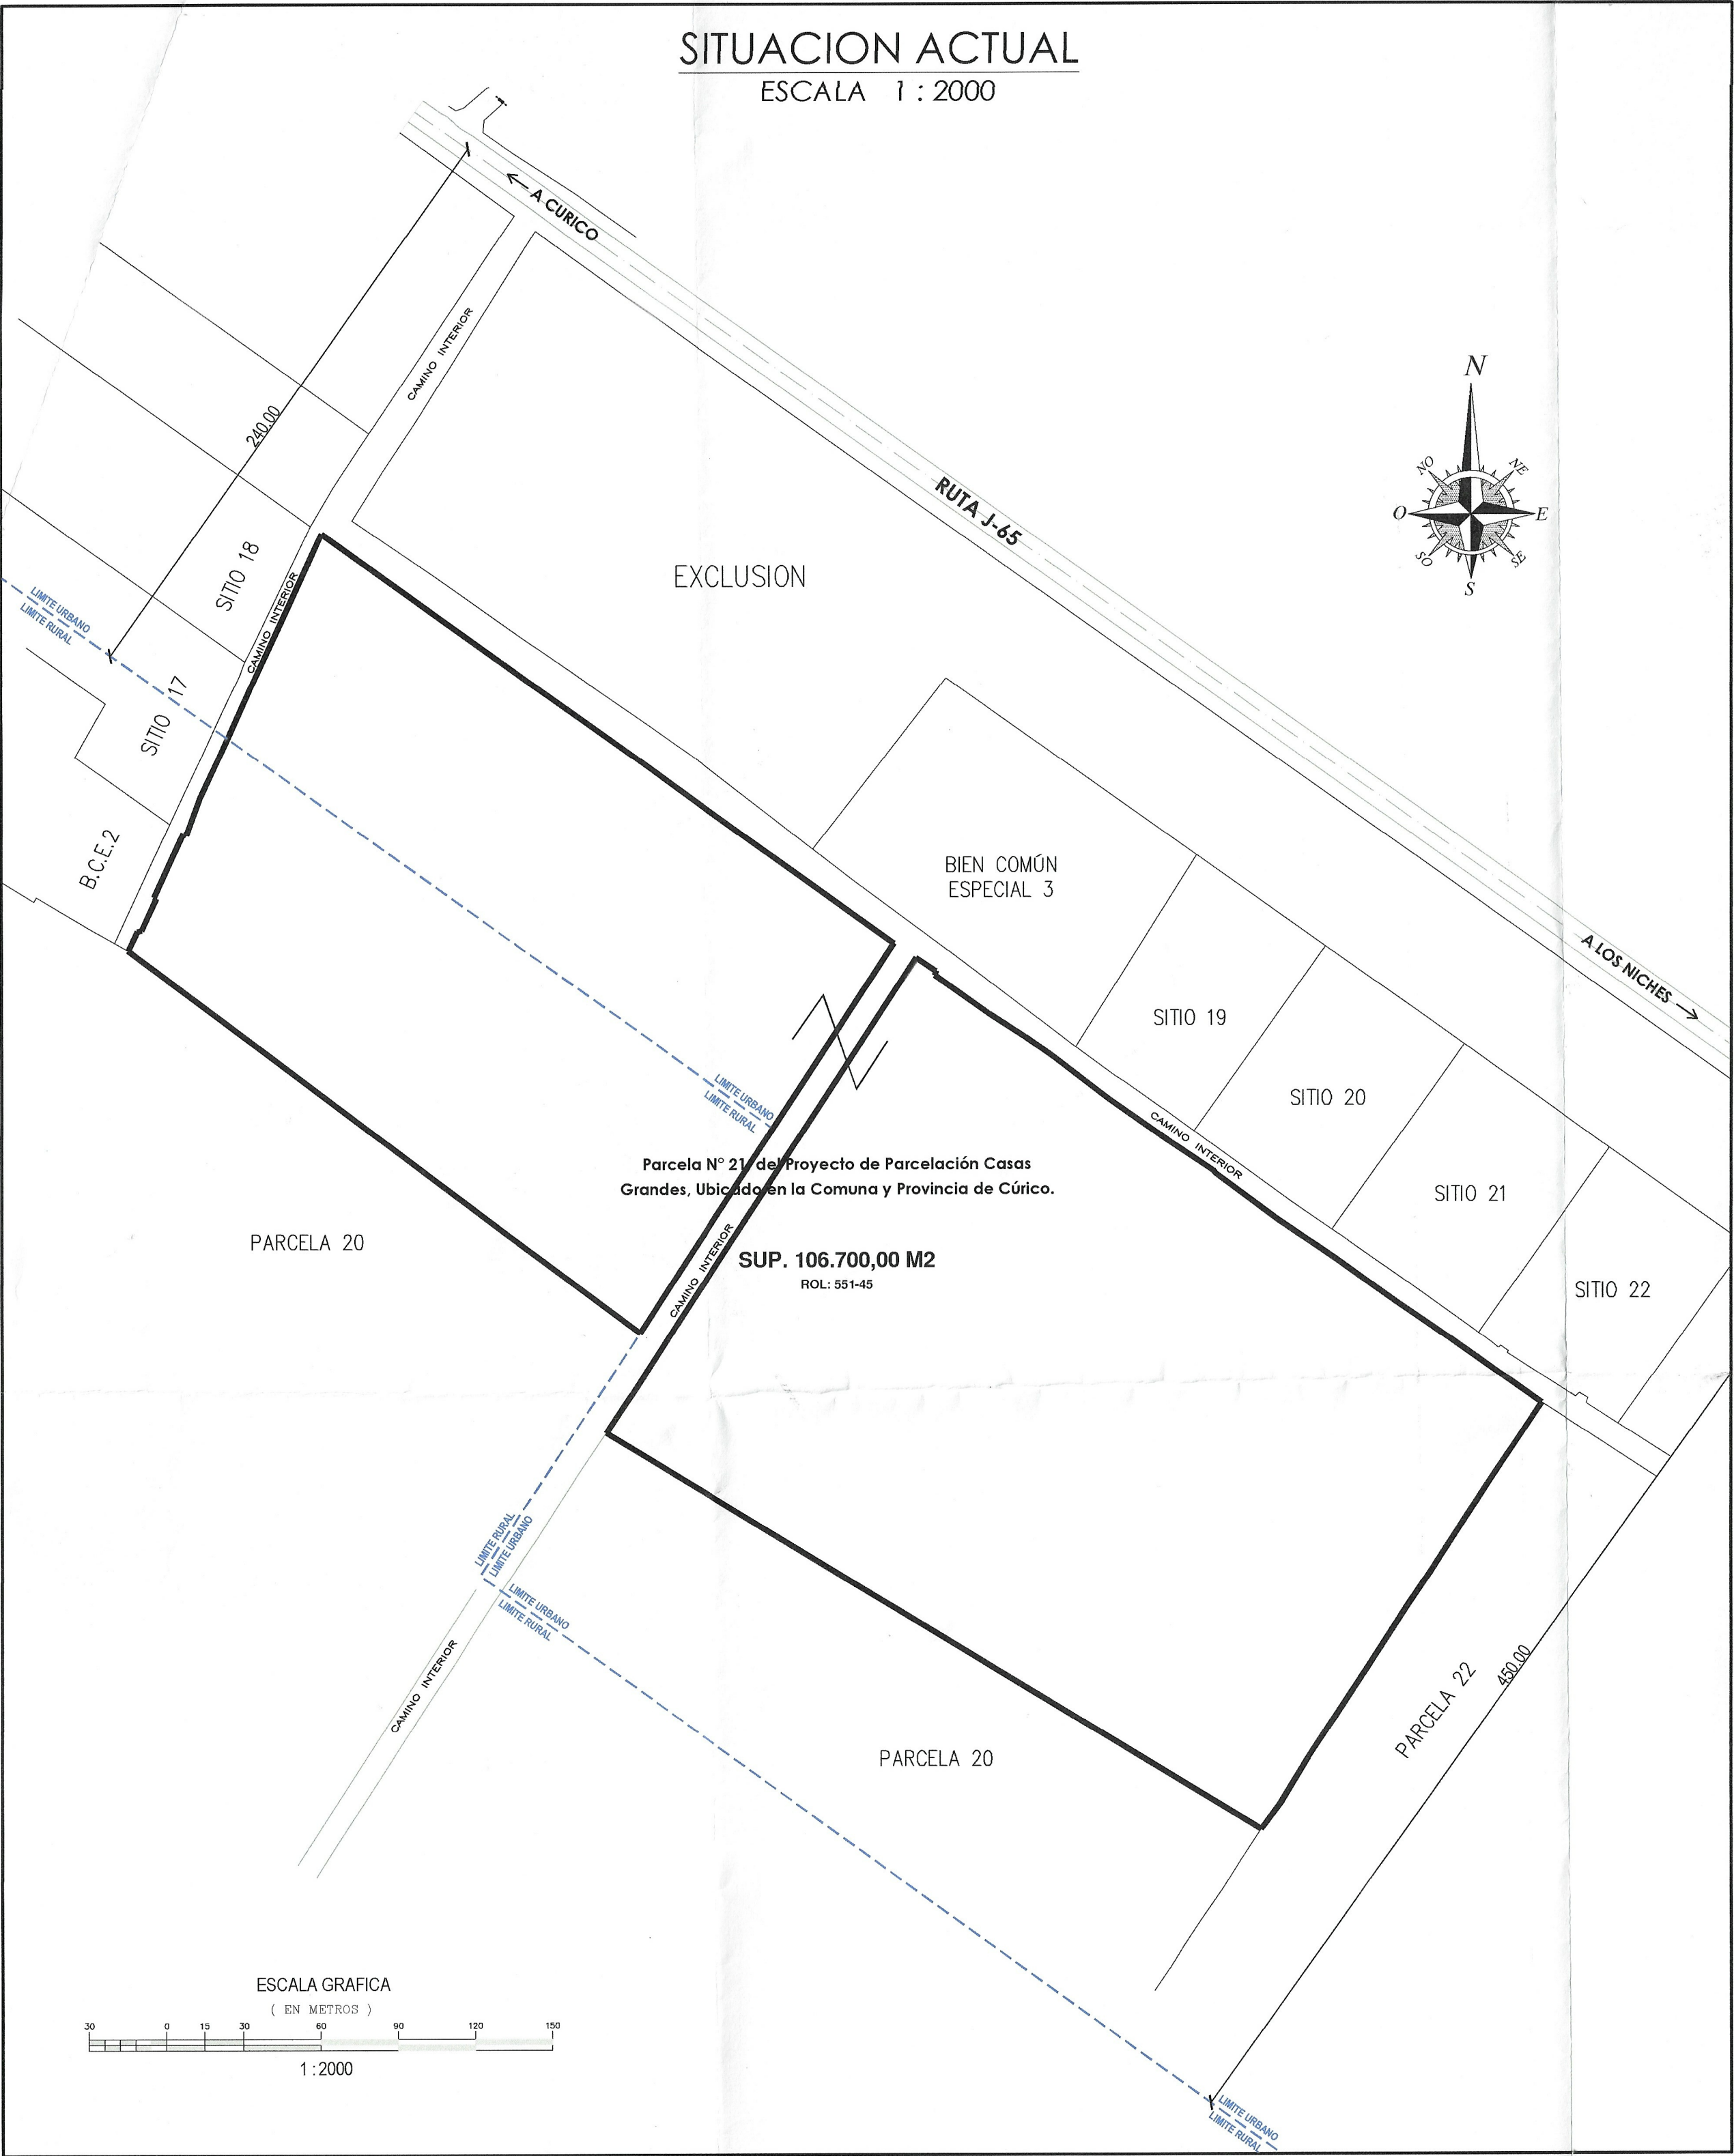 SITUACION ACTUAL
ESCALA 1 : 2000
← A CURICO
CAMINO INTERIOR
240.00
N
NO
NE
O
E
SO
SE
S
RUTA J-65
EXCLUSION
SITIO 18
CAMINO INTERIOR
LIMITE URBANO
LIMITE RURAL
SITIO 17
B.C.E.2
BIEN COMÚN
ESPECIAL 3
A LOS NICHES →
SITIO 19
SITIO 20
SITIO 21
SITIO 22
CAMINO INTERIOR
LIMITE URBANO
LIMITE RURAL
Parcela N° 21 del Proyecto de Parcelación Casas
Grandes, Ubicado en la Comuna y Provincia de Cúrico.
SUP. 106.700,00 M2
ROL: 551-45
PARCELA 20
CAMINO INTERIOR
LIMITE RURAL
LIMITE URBANO
LIMITE URBANO
LIMITE RURAL
CAMINO INTERIOR
PARCELA 22
450.00
PARCELA 20
ESCALA GRAFICA
( EN METROS )
30 0 15 30 60 90 120 150
1 : 2000
LIMITE URBANO
LIMITE RURAL